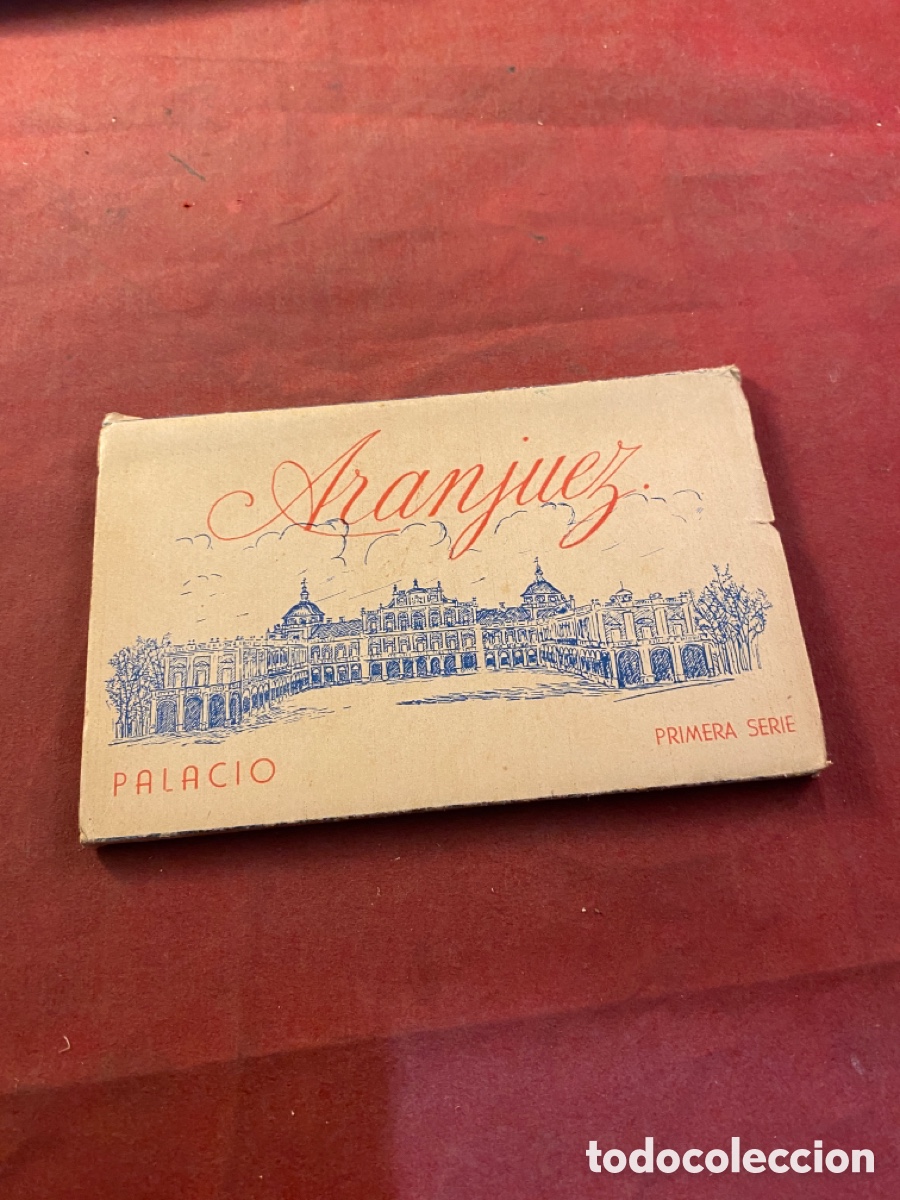 Aranjuez.
PALACIO
PRIMERA SERIE
todocoleccion